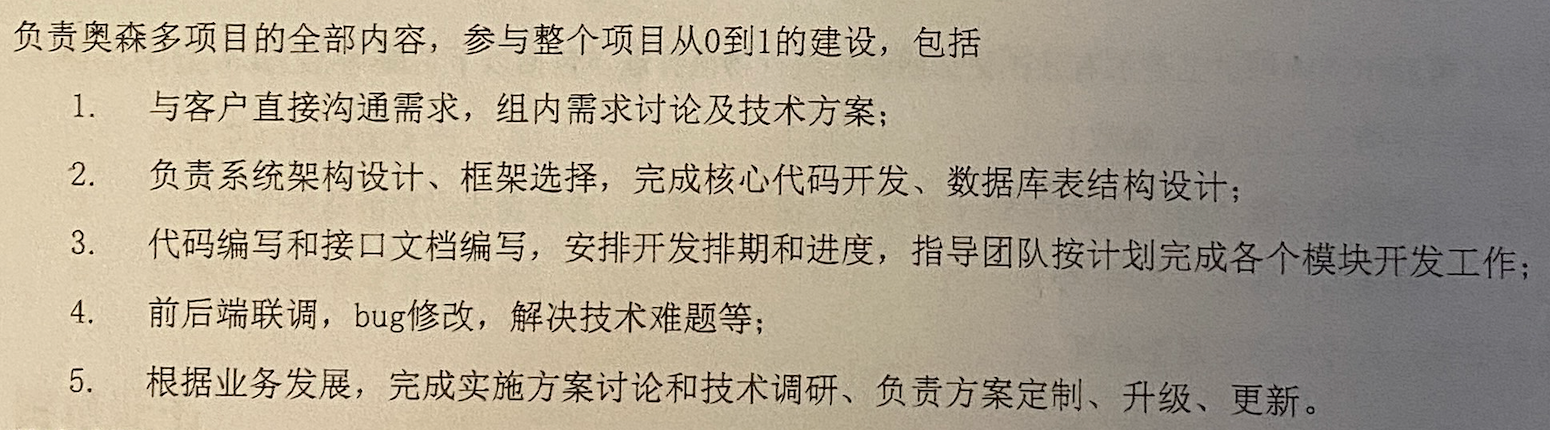 负责奥森多项目的全部内容，参与整个项目从0到1的建设，包括
1. 与客户直接沟通需求，组内需求讨论及技术方案；
2. 负责系统架构设计、框架选择，完成核心代码开发、数据库表结构设计；
3. 代码编写和接口文档编写，安排开发排期和进度，指导团队按计划完成各个模块开发工作；
4. 前后端联调，bug修改，解决技术难题等；
5. 根据业务发展，完成实施方案讨论和技术调研、负责方案定制、升级、更新。